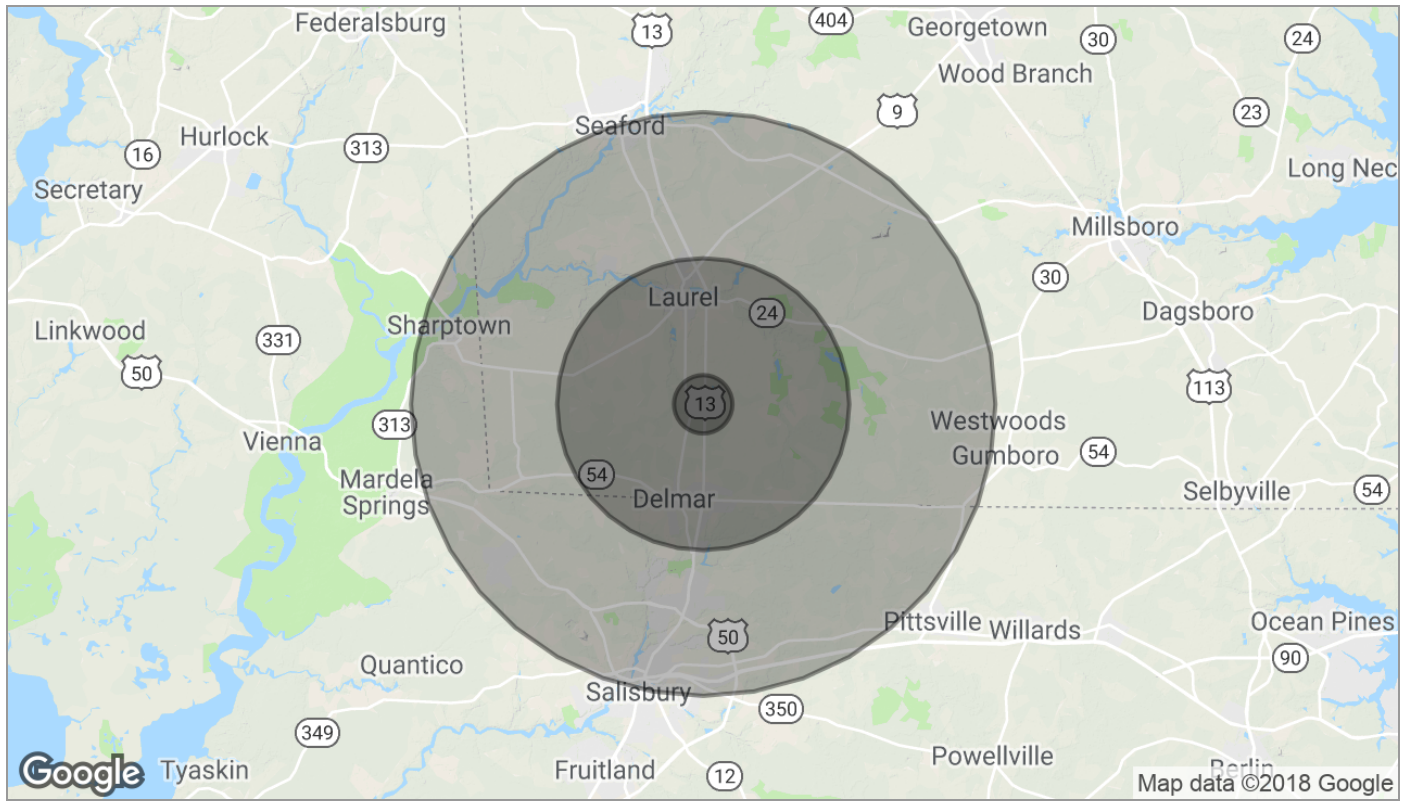 Federalsburg
13
404
Georgetown
30
24
Wood Branch
9
23
Seaford
Hurlock
16
313
Long Nec
Secretary
Millsboro
30
Laurel
24
Dagsboro
Sharptown
Linkwood
331
50
113
13
313
Westwoods
Vienna
Gumboro
54
54
Mardela
Springs
Delmar
Selbyville
54
Pittsville
Willards
Ocean Pines
50
90
Quantico
Salisbury
350
349
Powellville
Google
Tyaskin
Fruitland
12
Berlin
Map data ©2018 Google